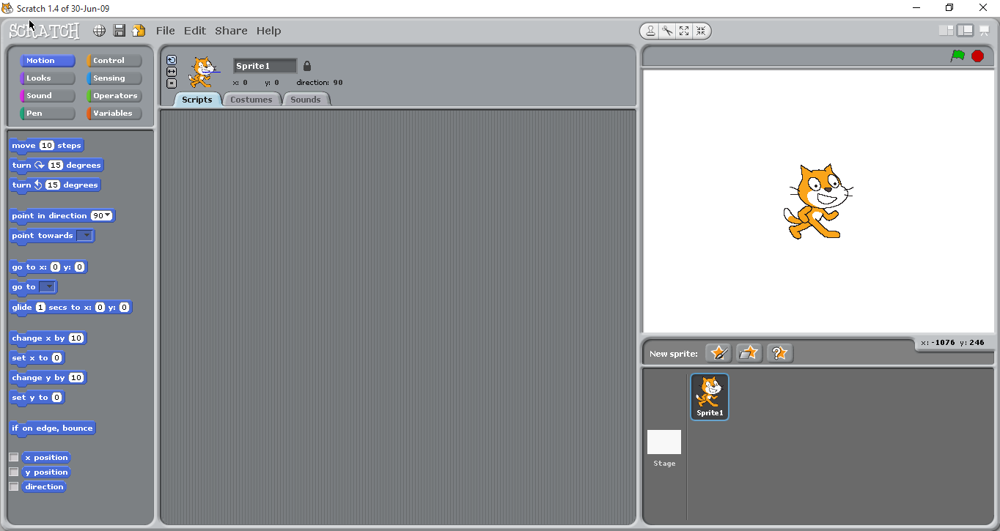 Scratch 1.4 of 30-Jun-09
SCRATCH File Edit Share Help
Motion Control
Looks Sensing
Sound Operators
Pen Variables
Sprite1
x: 0 y: 0 direction: 90
Scripts Costumes Sounds
move 10 steps
turn 15 degrees
turn 15 degrees
point in direction 90
point towards
go to x: 0 y: 0
go to
glide 1 secs to x: 0 y: 0
change x by 10
set x to 0
change y by 10
set y to 0
if on edge, bounce
x position
y position
direction
x: -1076 y: 246
New sprite:
Sprite1
Stage